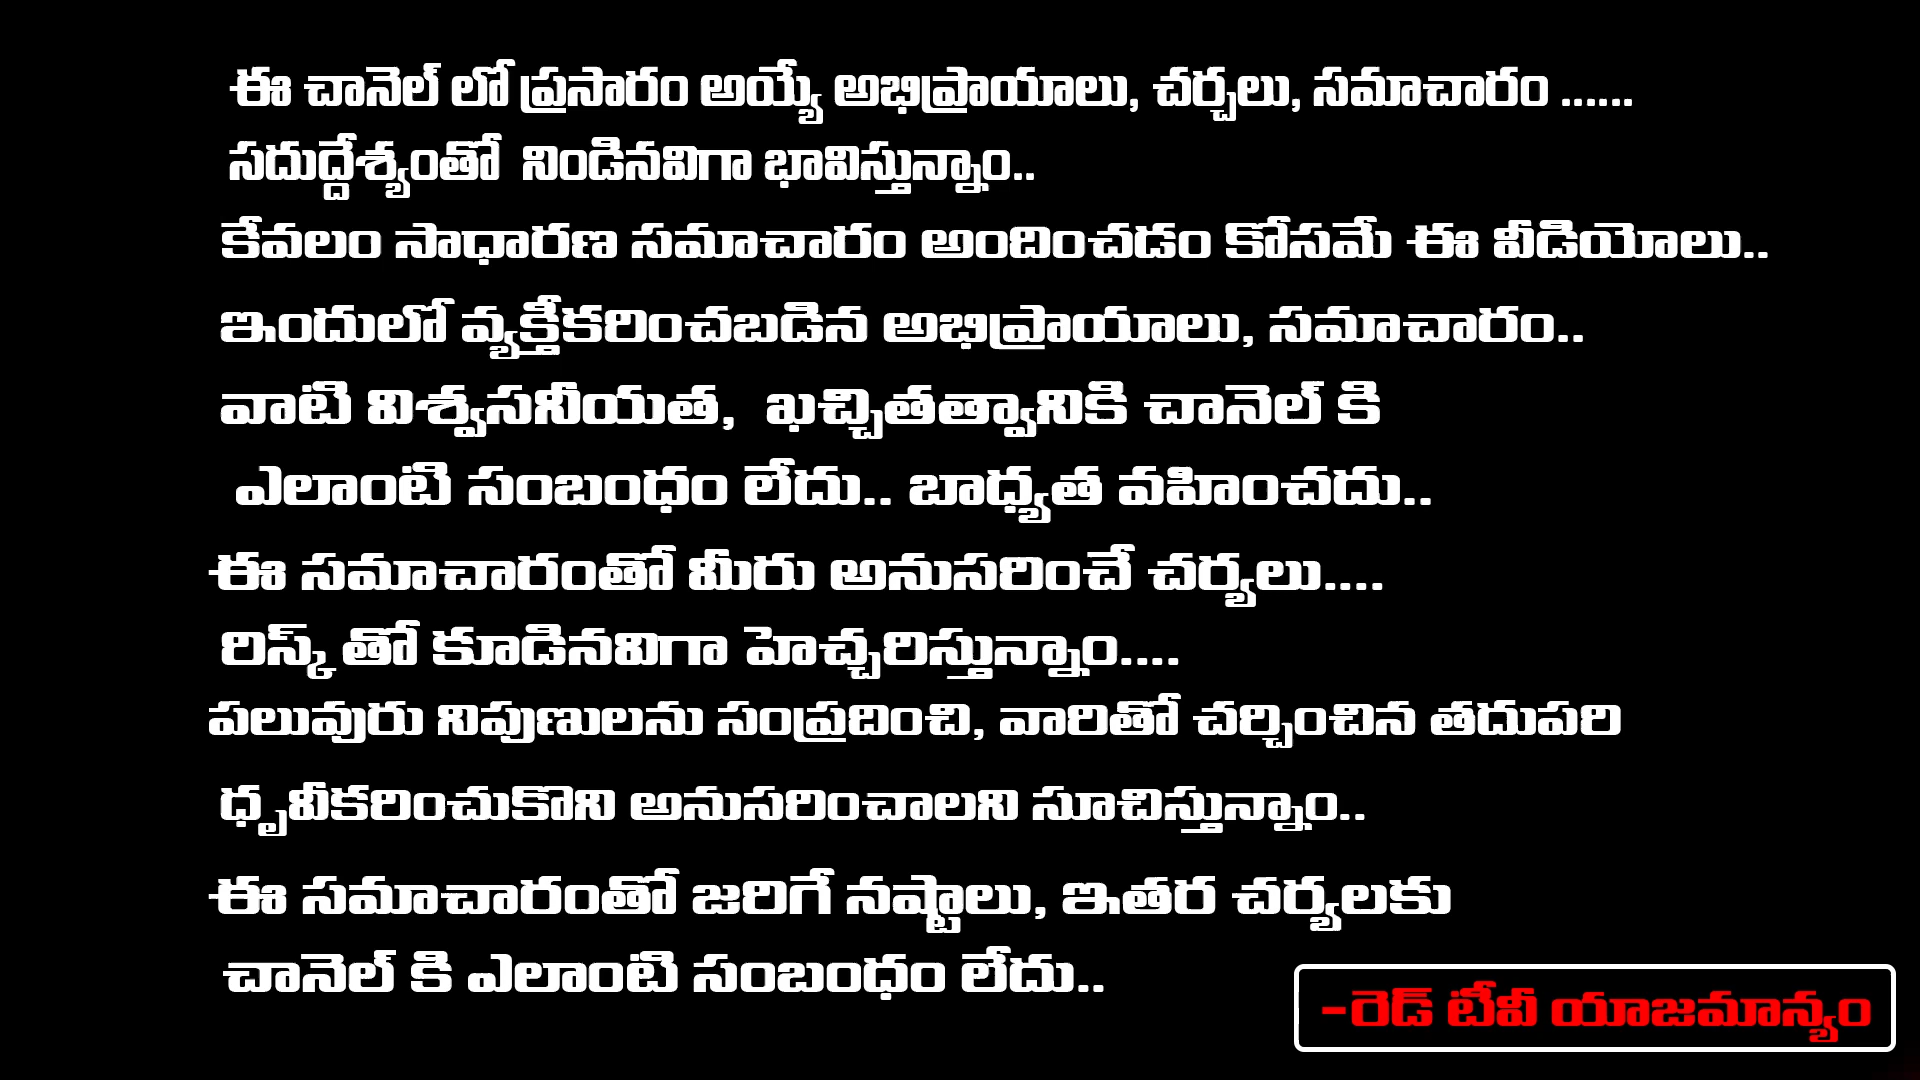 ఈ చానెల్ లో ప్రసారం అయ్యే అభిప్రాయాలు, చర్చలు, సమాచారం ......
సదుద్దేశ్యంతో నిండినవిగా భావిస్తున్నాం..
కేవలం సాధారణ సమాచారం అందించడం కోసమే ఈ వీడియోలు..
ఇందులో వ్యక్తీకరించబడిన అభిప్రాయాలు, సమాచారం..
వాటి విశ్వసనీయత, ఖచ్చితత్వానికి చానెల్ కి
ఎలాంటి సంబంధం లేదు.. బాధ్యత వహించదు..
ఈ సమాచారంతో మీరు అనుసరించే చర్యలు....
రిస్క్ తో కూడినవిగా హెచ్చరిస్తున్నాం....
పలువురు నిపుణులను సంప్రదించి, వారితో చర్చించిన తదుపరి
ధృవీకరించుకొని అనుసరించాలని సూచిస్తున్నాం..
ఈ సమాచారంతో జరిగే నష్టాలు, ఇతర చర్యలకు
చానెల్ కి ఎలాంటి సంబంధం లేదు..
-రెడ్ టీవీ యాజమాన్యం